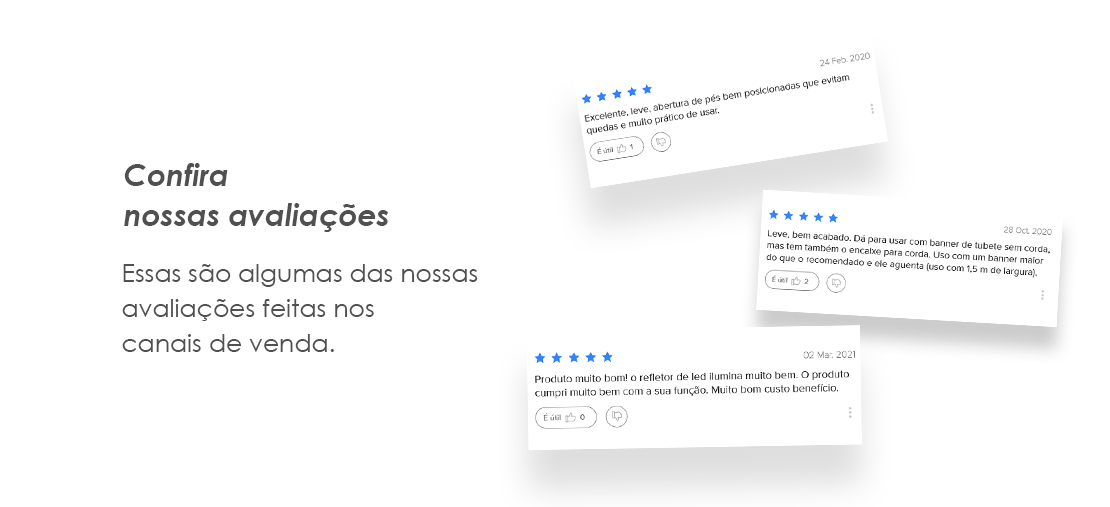 Confira
nossas avaliações
Essas são algumas das nossas
avaliações feitas nos
canais de venda.
24 Feb. 2020
Excelente, leve, abertura de pés bem posicionadas que evitam
quedas e muito prático de usar.
É útil 1
28 Oct. 2020
Leve, bem acabado. Dá para usar com banner de tubete sem corda,
mas tem também o encaixe para corda. Uso com um banner maior
do que o recomendado e ele aguenta (uso com 1,5 m de largura).
É útil 2
02 Mar. 2021
Produto muito bom! o refletor de led ilumina muito bem. O produto
cumpri muito bem com a sua função. Muito bom custo benefício.
É útil 0